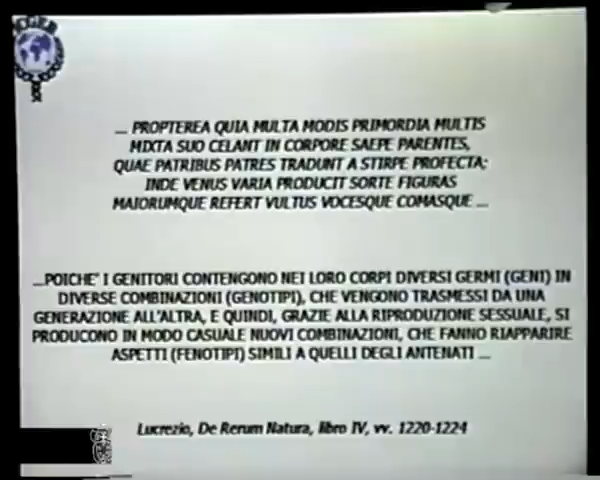 ICGEB
... PROPTEREA QUIA MULTA MODIS PRIMORDIA MULTIS
MIXTA SUO CELANT IN CORPORE SAEPE PARENTES,
QUAE PATRIBUS PATRES TRADUNT A STIRPE PROFECTA;
INDE VENUS VARIA PRODUCIT SORTE FIGURAS
MAIORUMQUE REFERT VULTUS VOCESQUE COMASQUE ...
...POICHE' I GENITORI CONTENGONO NEI LORO CORPI DIVERSI GERMI (GENI) IN
DIVERSE COMBINAZIONI (GENOTIPI), CHE VENGONO TRASMESSI DA UNA
GENERAZIONE ALL'ALTRA, E QUINDI, GRAZIE ALLA RIPRODUZIONE SESSUALE, SI
PRODUCONO IN MODO CASUALE NUOVI COMBINAZIONI, CHE FANNO RIAPPARIRE
ASPETTI (FENOTIPI) SIMILI A QUELLI DEGLI ANTENATI ...
Lucrezio, De Rerum Natura, libro IV, vv. 1220-1224